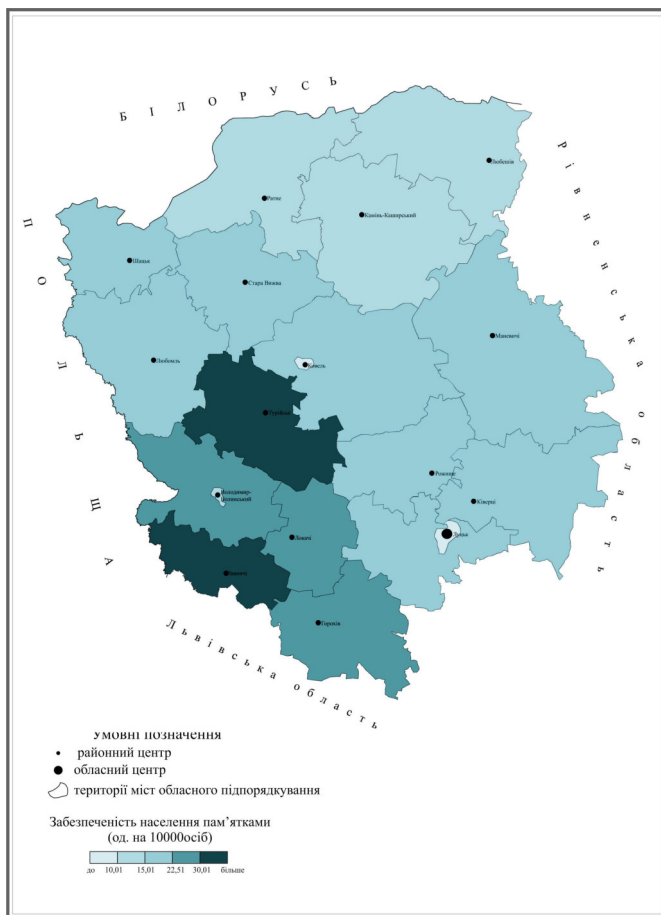 БІЛОРУСЬ
Рівненська область
ПОЛЬЩА
Любешів
Ратне
Камінь-Каширський
Шацьк
Стара Вижва
Маневичі
Любомль
Ковель
Турійськ
Рожище
Володимир-
Волинський
Ківерці
Луцьк
Локачі
Іваничі
Горохів
Львівська область
Умовні позначення
районний центр
обласний центр
території міст обласного підпорядкування
Забезпеченість населення пам’ятками
(од. на 10000осіб)
до 10,01 15,01 22,51 30,01 більше